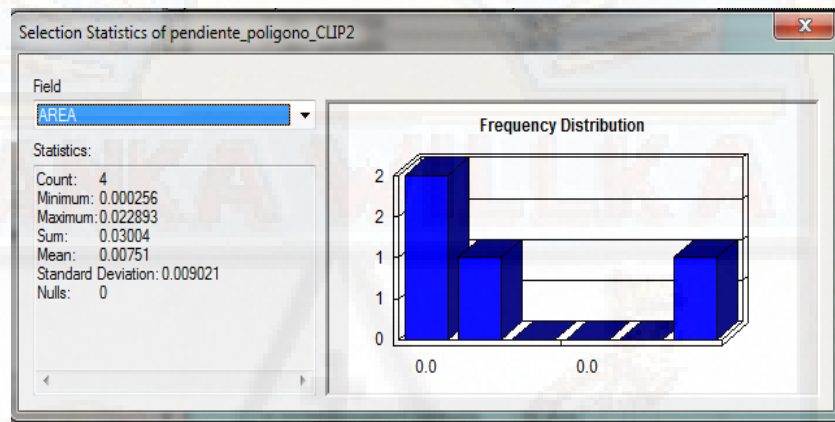 Selection Statistics of pendiente_poligono_CLIP2
Field
AREA
Statistics:
Count: 4
Minimum: 0.000256
Maximum: 0.022893
Sum: 0.03004
Mean: 0.00751
Standard Deviation: 0.009021
Nulls: 0
Frequency Distribution
2
2
1
1
0
0.0 0.0